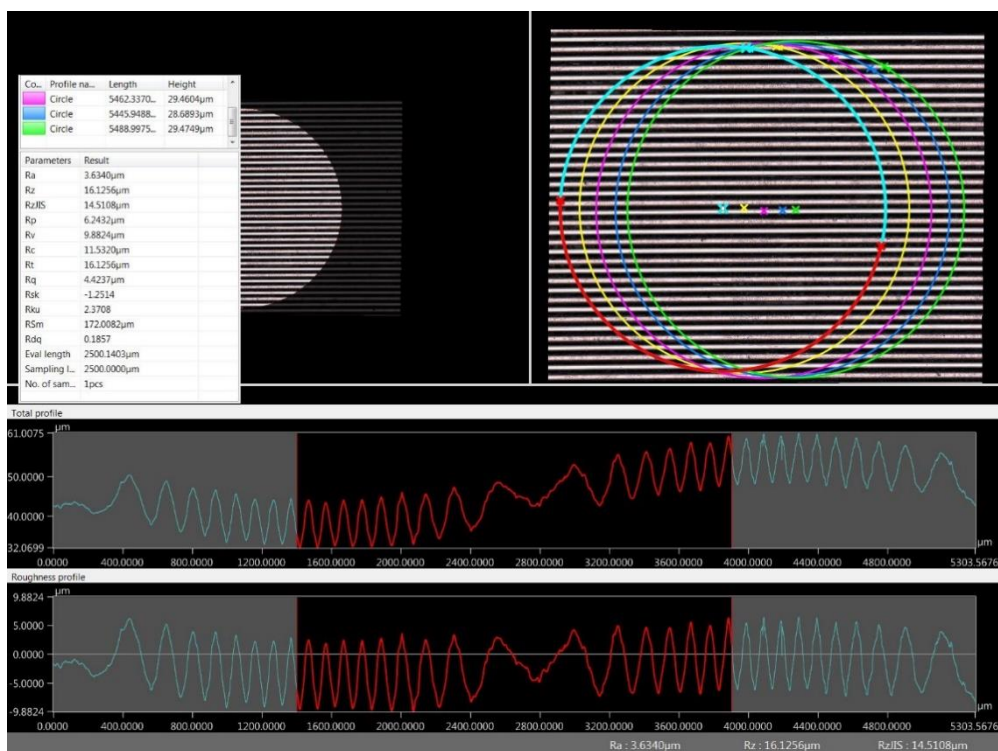 Co... Profile na... Length Height
Circle 5462.3370... 29.4604µm
Circle 5445.9488... 28.6893µm
Circle 5488.9975... 29.4749µm
Parameters Result
Ra 3.6340µm
Rz 16.1256µm
RzJIS 14.5108µm
Rp 6.2432µm
Rv 9.8824µm
Rc 11.5320µm
Rt 16.1256µm
Rq 4.4237µm
Rsk -1.2514
Rku 2.3708
RSm 172.0082µm
Rdq 0.1857
Eval length 2500.1403µm
Sampling l... 2500.0000µm
No. of sam... 1pcs
Total profile
µm
61.0075
50.0000
40.0000
32.0699
µm
0.0000 400.0000 800.0000 1200.0000 1600.0000 2000.0000 2400.0000 2800.0000 3200.0000 3600.0000 4000.0000 4400.0000 4800.0000 5303.5676
Roughness profile
µm
9.8824
5.0000
0.0000
-5.0000
-9.8824
µm
0.0000 400.0000 800.0000 1200.0000 1600.0000 2000.0000 2400.0000 2800.0000 3200.0000 3600.0000 4000.0000 4400.0000 4800.0000 5303.5676
Ra : 3.6340µm Rz : 16.1256µm RzJIS : 14.5108µm